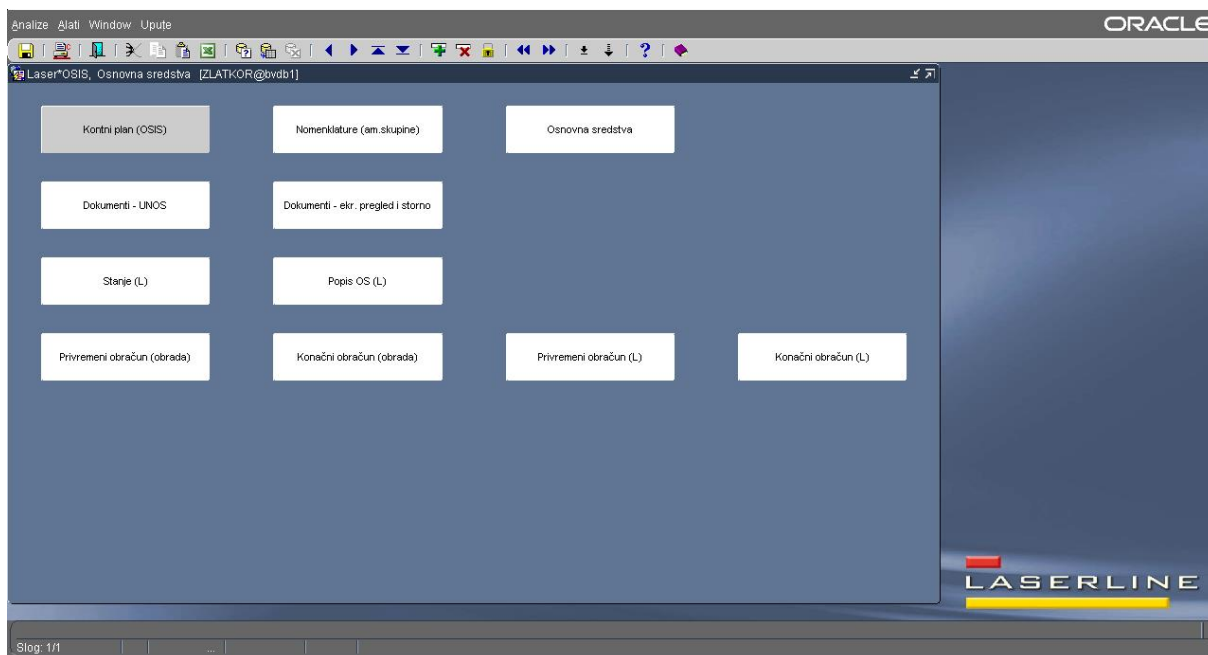 Analize Alati Window Upute
ORACLE
Laser*OSIS, Osnovna sredstva [ZLATKOR@bvdb1]
Kontni plan (OSIS) Nomenklature (am.skupine) Osnovna sredstva
Dokumenti - UNOS Dokumenti - ekr. pregled i storno
Stanje (L) Popis OS (L)
Privremeni obračun (obrada) Konačni obračun (obrada) Privremeni obračun (L) Konačni obračun (L)
LASERLINE
Slog: 1/1 ...